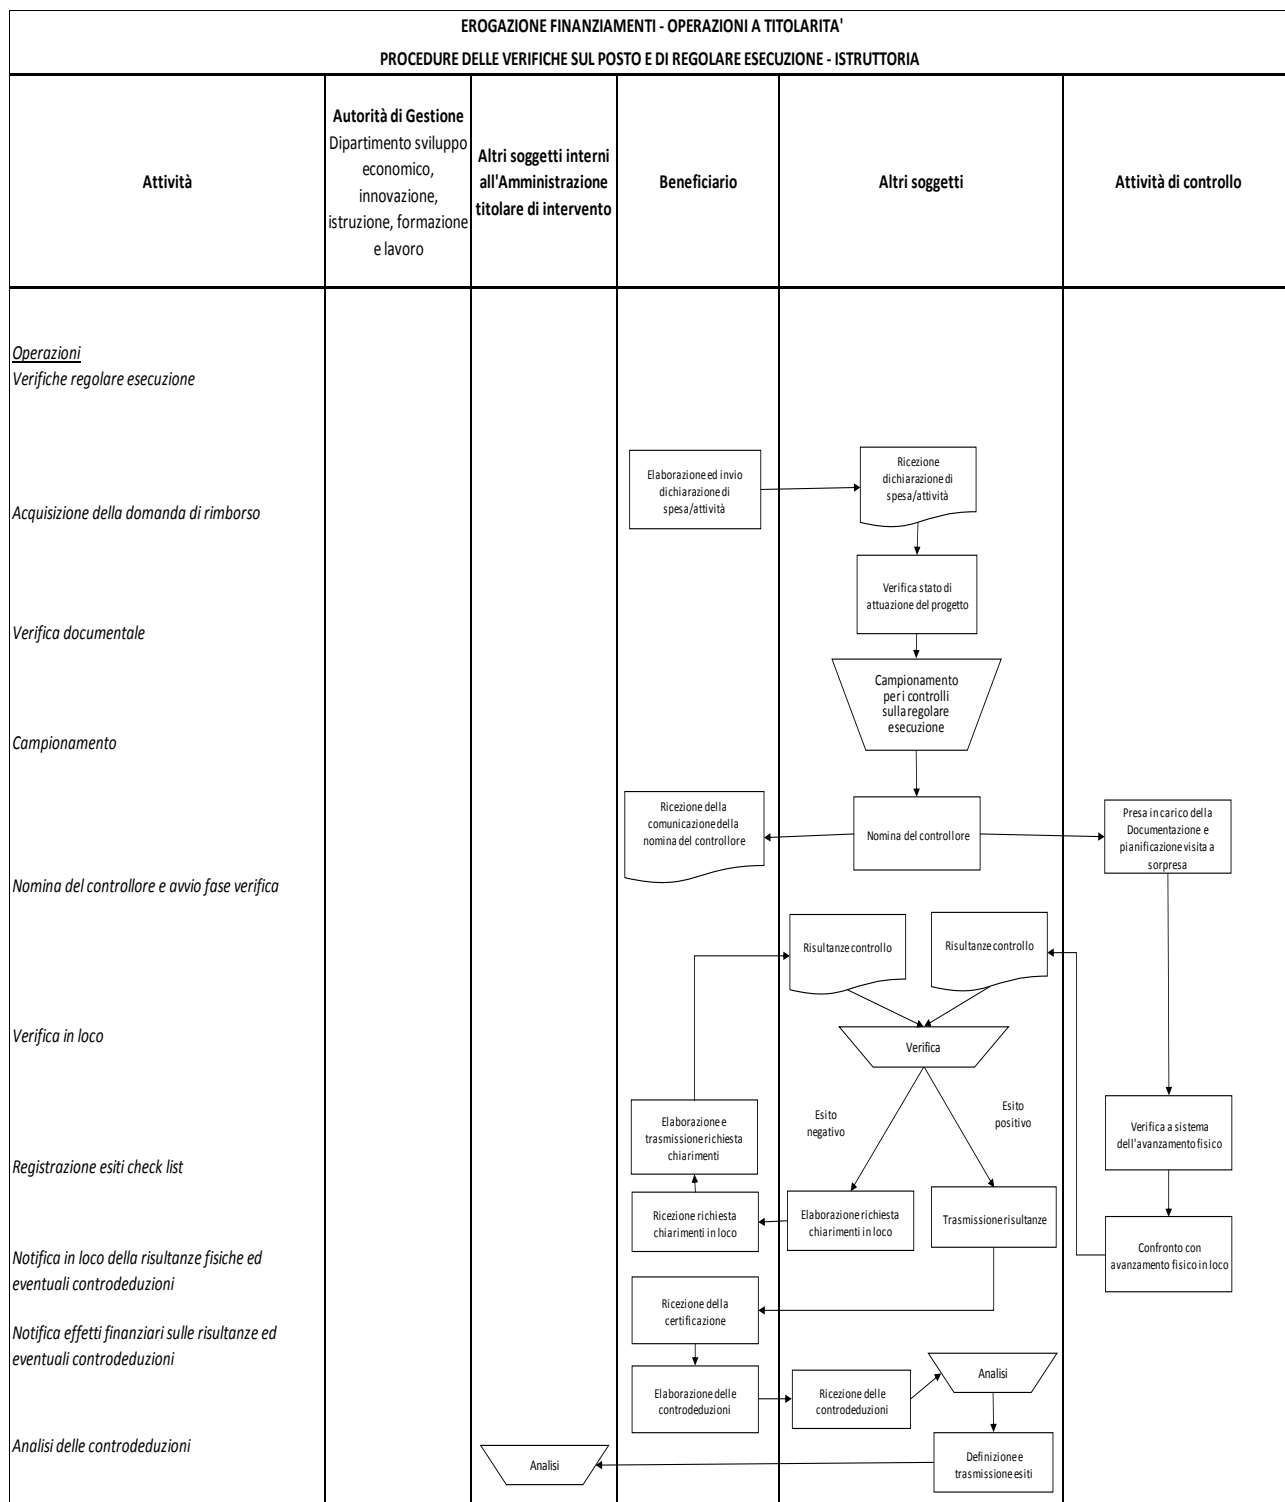 EROGAZIONE FINANZIAMENTI - OPERAZIONI A TITOLARITA'
PROCEDURE DELLE VERIFICHE SUL POSTO E DI REGOLARE ESECUZIONE - ISTRUTTORIA
Attività
Autorità di Gestione
Dipartimento sviluppo
economico,
innovazione,
istruzione, formazione
e lavoro
Altri soggetti interni
all'Amministrazione
titolare di intervento
Beneficiario
Altri soggetti
Attività di controllo
Operazioni
Verifiche regolare esecuzione
Elaborazione ed invio
dichiarazione di
spesa/attività
Ricezione
dichiarazione di
spesa/attività
Acquisizione della domanda di rimborso
Verifica stato di
attuazione del progetto
Verifica documentale
Campionamento
per i controlli
sulla regolare
esecuzione
Campionamento
Ricezione della
comunicazione della
nomina del controllore
Nomina del controllore
Presa in carico della
Documentazione e
pianificazione visita a
sorpresa
Nomina del controllore e avvio fase verifica
Risultanze controllo
Risultanze controllo
Verifica in loco
Verifica
Esito
negativo
Esito
positivo
Elaborazione e
trasmissione richiesta
chiarimenti
Verifica a sistema
dell'avanzamento fisico
Registrazione esiti check list
Ricezione richiesta
chiarimenti in loco
Elaborazione richiesta
chiarimenti in loco
Trasmissione risultanze
Confronto con
avanzamento fisico in loco
Notifica in loco della risultanze fisiche ed
eventuali controdeduzioni
Ricezione della
certificazione
Notifica effetti finanziari sulle risultanze ed
eventuali controdeduzioni
Elaborazione delle
controdeduzioni
Ricezione delle
controdeduzioni
Analisi
Analisi delle controdeduzioni
Analisi
Definizione e
trasmissione esiti